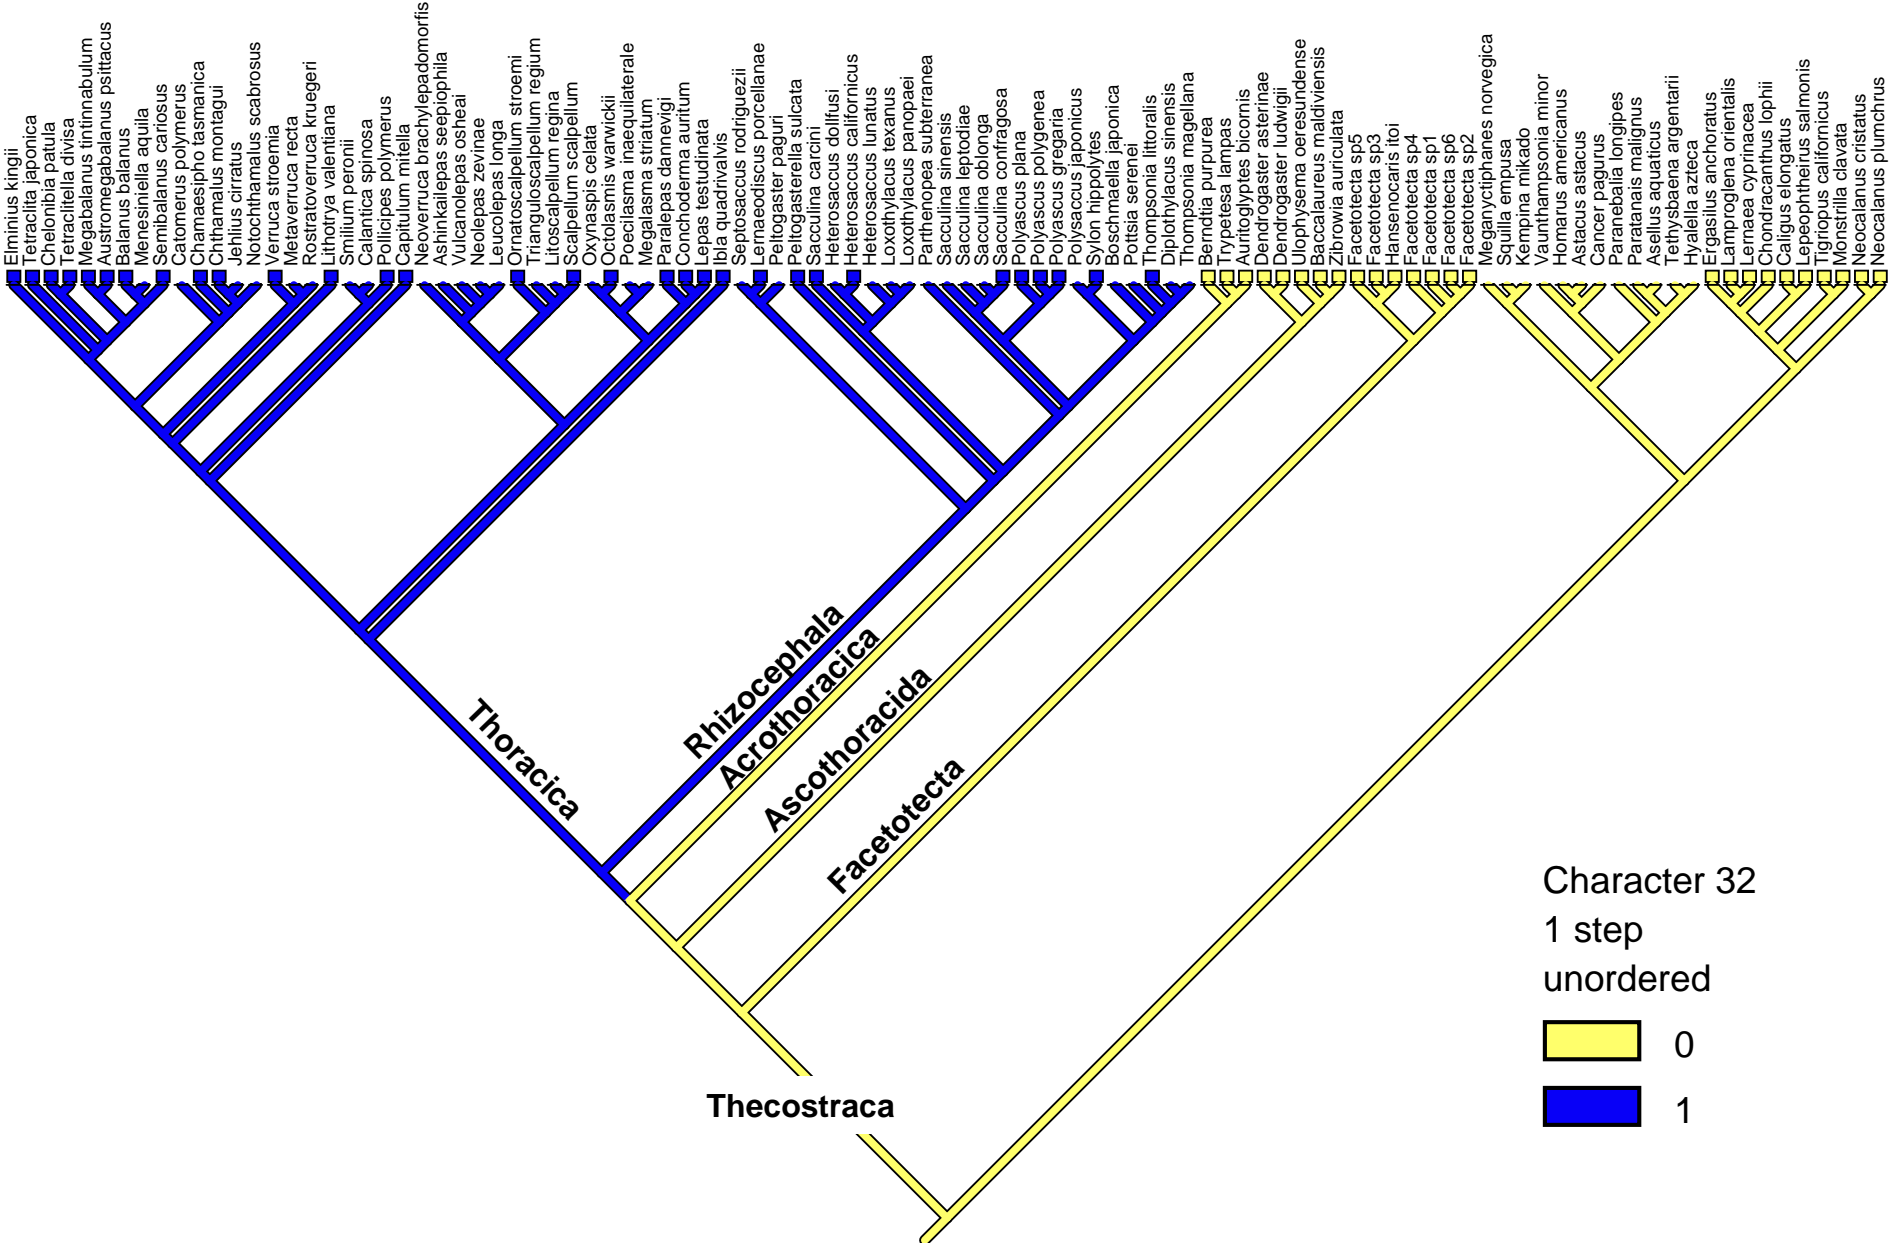 Elminius kingii
Tetraclita japonica
Chelonibia patula
Tetraclitella divisa
Megabalanus tintinnabulum
Austromegabalanus psittacus
Balanus balanus
Menesiniella aquila
Semibalanus cariosus
Catomerus polymerus
Chamaesipho tasmanica
Chthamalus montagui
Jehlius cirratus
Notochthamalus scabrosus
Verruca stroemia
Metaverruca recta
Rostratoverruca kruegeri
Lithotrya valentiana
Smilium peronii
Calantica spinosa
Pollicipes polymerus
Capitulum mitella
Neoverruca brachylepadomorfis
Ashinkailepas seepiophila
Vulcanolepas osheai
Neolepas zevinae
Leucolepas longa
Ornatoscalpellum stroemi
Trianguloscalpellum regium
Litoscalpellum regina
Scalpellum scalpellum
Oxynaspis celata
Octolasmis warwickii
Poecilasma inaequilaterale
Megalasma striatum
Paralepas dannevigi
Conchoderma auritum
Lepas testudinata
Ibla quadrivalvis
Septosaccus rodriguezii
Lernaeodiscus porcellanae
Peltogaster paguri
Peltogasterella sulcata
Sacculina carcini
Heterosaccus dollfusi
Heterosaccus californicus
Heterosaccus lunatus
Loxothylacus texanus
Loxothylacus panopaei
Parthenopea subterranea
Sacculina sinensis
Sacculina leptodiae
Sacculina oblonga
Sacculina confragosa
Polyascus plana
Polyascus polygenea
Polyascus gregaria
Polysaccus japonicus
Sylon hippolytes
Boschmaellia japonica
Pottsia serenei
Thompsonia littoralis
Diplothylacus sinensis
Thompsonia magellana
Berndtia purpurea
Trypetesa lampas
Auritoglyptes bicornis
Dendrogaster asterinae
Dendrogaster ludwigii
Ulophysema oeresundense
Baccalaureus maldiviensis
Zibrowia auriculata
Facetotecta sp5
Facetotecta sp3
Hansenocaris itoi
Facetotecta sp4
Facetotecta sp1
Facetotecta sp6
Facetotecta sp2
Meganyctiphanes norvegica
Squilla empusa
Kempina mikado
Vaunthampsonia minor
Homarus americanus
Astacus astacus
Cancer pagurus
Paranebalia longipes
Paratanais malignus
Asellus aquaticus
Tethysbaena argentarii
Hyalella azteca
Ergasilus anchoratus
Lamproglena orientalis
Lernaea cyprinacea
Chondracanthus lophii
Caligus elongatus
Lepeophtheirus salmonis
Tigriopus californicus
Monstrilla clavata
Neocalanus cristatus
Neocalanus plumchrus
Thoracica
Rhizocephala
Acrothoracica
Ascothoracida
Facetotecta
Thecostraca
Character 32
1 step
unordered
0
1